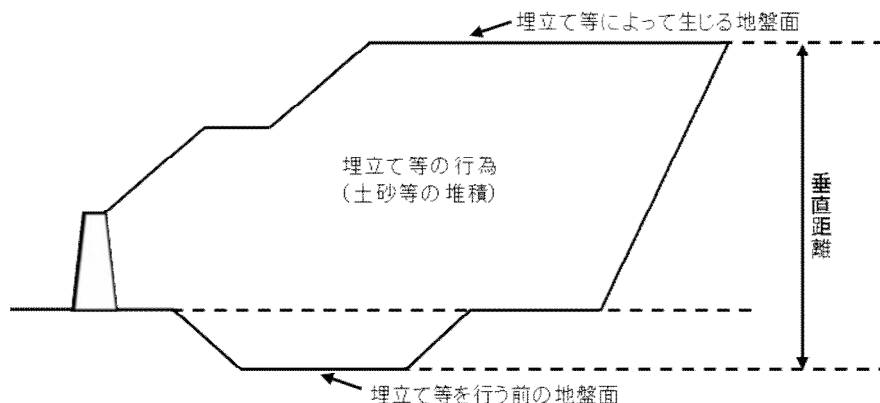 埋立て等によって生じる地盤面
埋立て等の行為
(土砂等の堆積)
垂直距離
埋立て等を行う前の地盤面